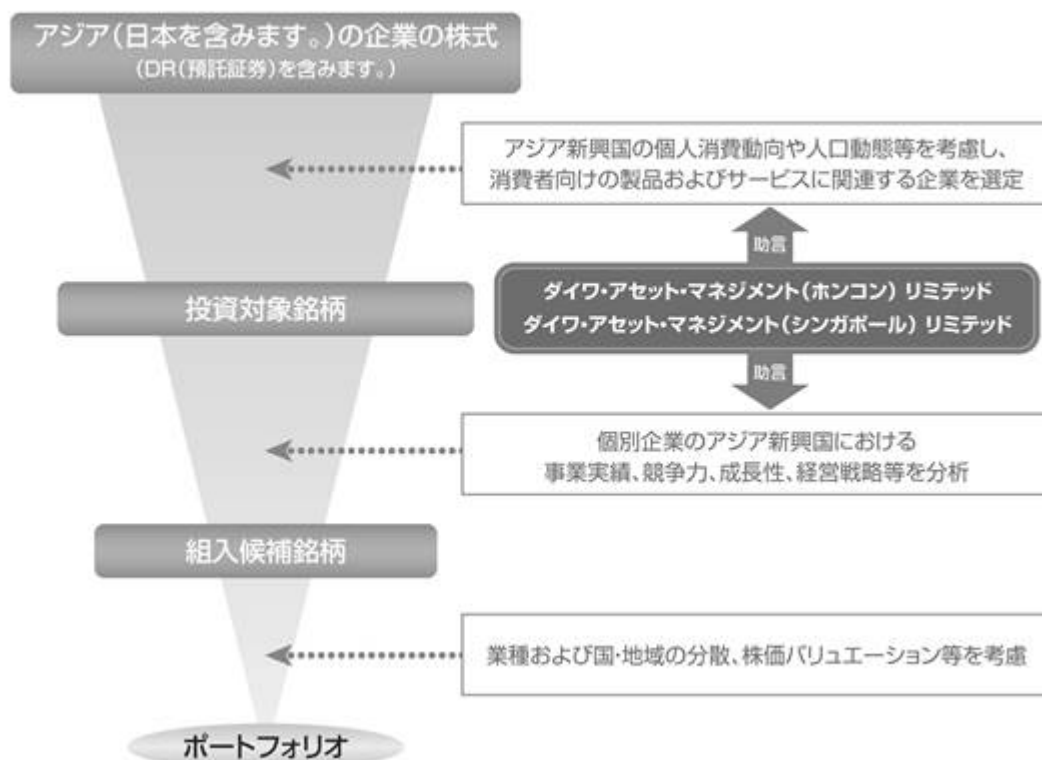 アジア(日本を含みます。)の企業の株式
(DR(預託証券)を含みます。)
アジア新興国の個人消費動向や人口動態等を考慮し、
消費者向けの製品およびサービスに関連する企業を選定
助言
投資対象銘柄
ダイワ・アセット・マネジメント(ホンコン)リミテッド
ダイワ・アセット・マネジメント(シンガポール)リミテッド
助言
個別企業のアジア新興国における
事業実績、競争力、成長性、経営戦略等を分析
組入候補銘柄
業種および国・地域の分散、株価バリュエーション等を考慮
ポートフォリオ